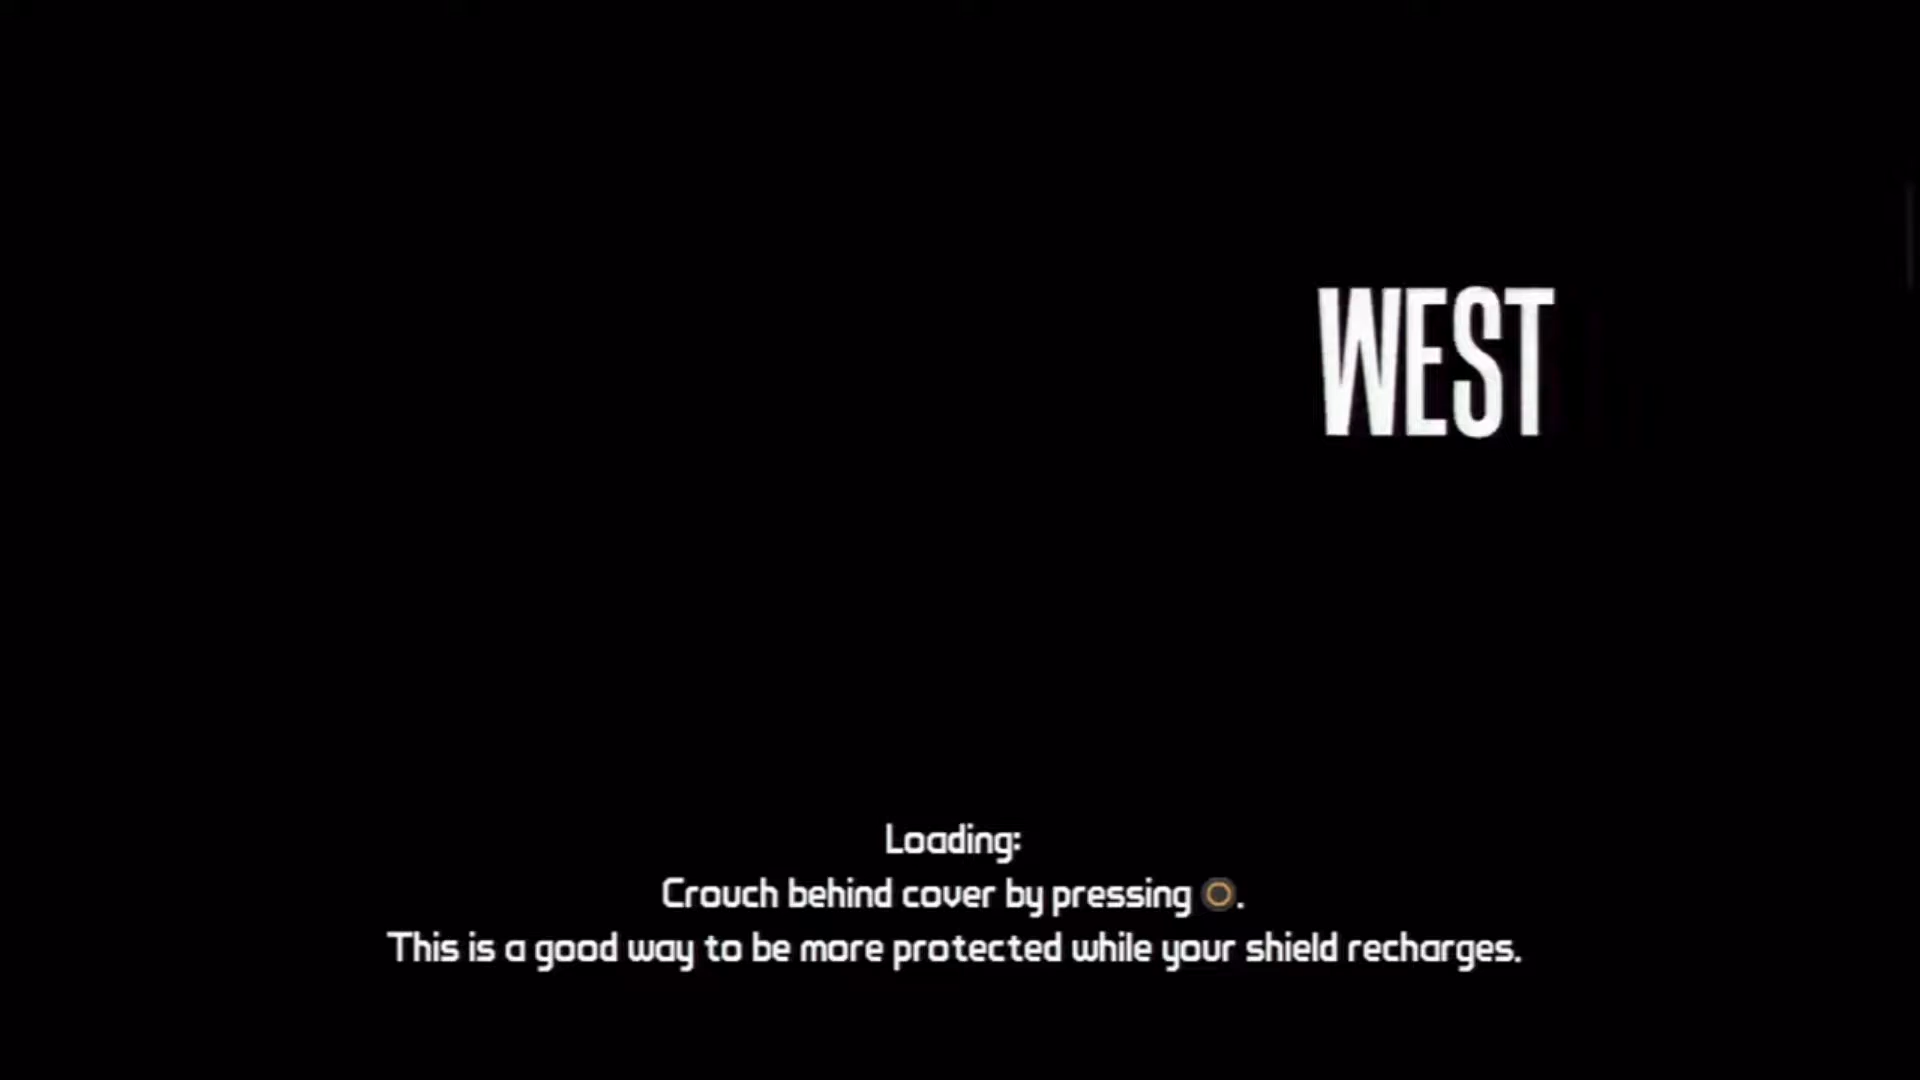 WEST
Loading:
Crouch behind cover by pressing O.
This is a good way to be more protected while your shield recharges.